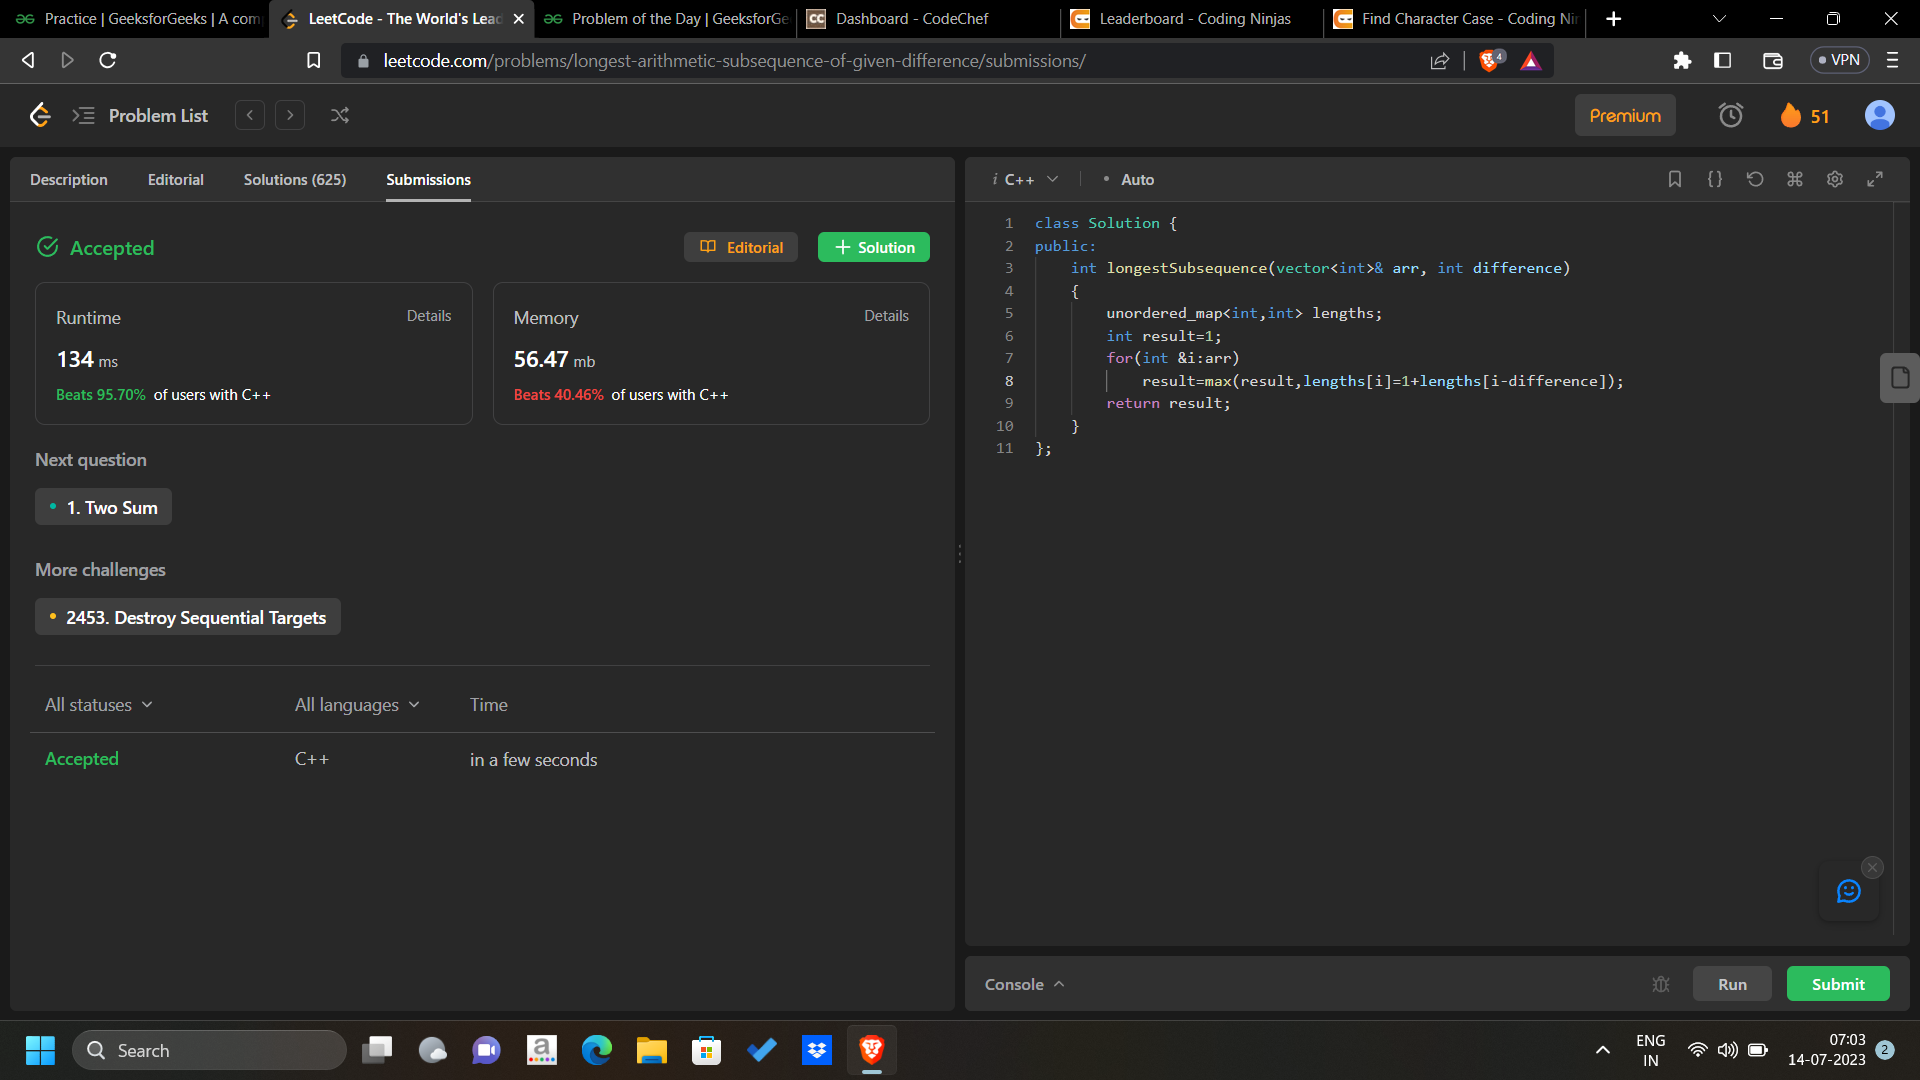 Practice | GeeksforGeeks | A com
LeetCode - The World's Lead
Problem of the Day | GeeksforGe
CC Dashboard - CodeChef
Leaderboard - Coding Ninjas
Find Character Case - Coding Nin
leetcode.com/problems/longest-arithmetic-subsequence-of-given-difference/submissions/
4
VPN
Problem List
Premium
51
Description
Editorial
Solutions (625)
Submissions
Accepted
Editorial
+ Solution
Runtime
Details
134 ms
Beats 95.70% of users with C++
Memory
Details
56.47 mb
Beats 40.46% of users with C++
Next question
1. Two Sum
More challenges
2453. Destroy Sequential Targets
All statuses
All languages
Time
Accepted
C++
in a few seconds
i C++
• Auto
1 class Solution {
2 public:
3 int longestSubsequence(vector<int>& arr, int difference)
4 {
5 unordered_map<int,int> lengths;
6 int result=1;
7 for(int &i:arr)
8 result=max(result,lengths[i]=1+lengths[i-difference]);
9 return result;
10 }
11 };
Console
Run
Submit
Search
a
ENG
IN
07:03
14-07-2023
2